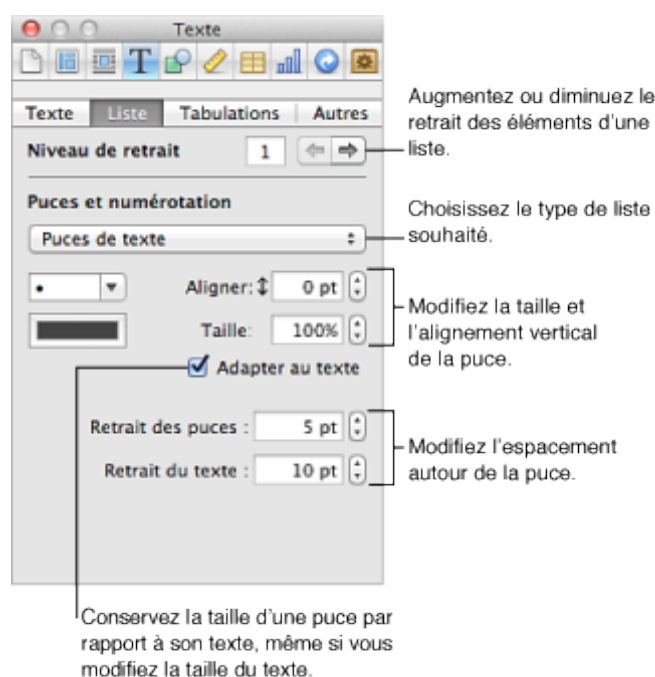 Texte
Texte Liste Tabulations Autres
Niveau de retrait 1
Augmentez ou diminuez le
retrait des éléments d'une
liste.
Puces et numérotation
Puces de texte
Choisissez le type de liste
souhaité.
• Aligner: 0 pt
Taille: 100%
Modifiez la taille et
l'alignement vertical
de la puce.
Adapter au texte
Retrait des puces : 5 pt
Retrait du texte : 10 pt
Modifiez l'espacement
autour de la puce.
Conservez la taille d'une puce par
rapport à son texte, même si vous
modifiez la taille du texte.